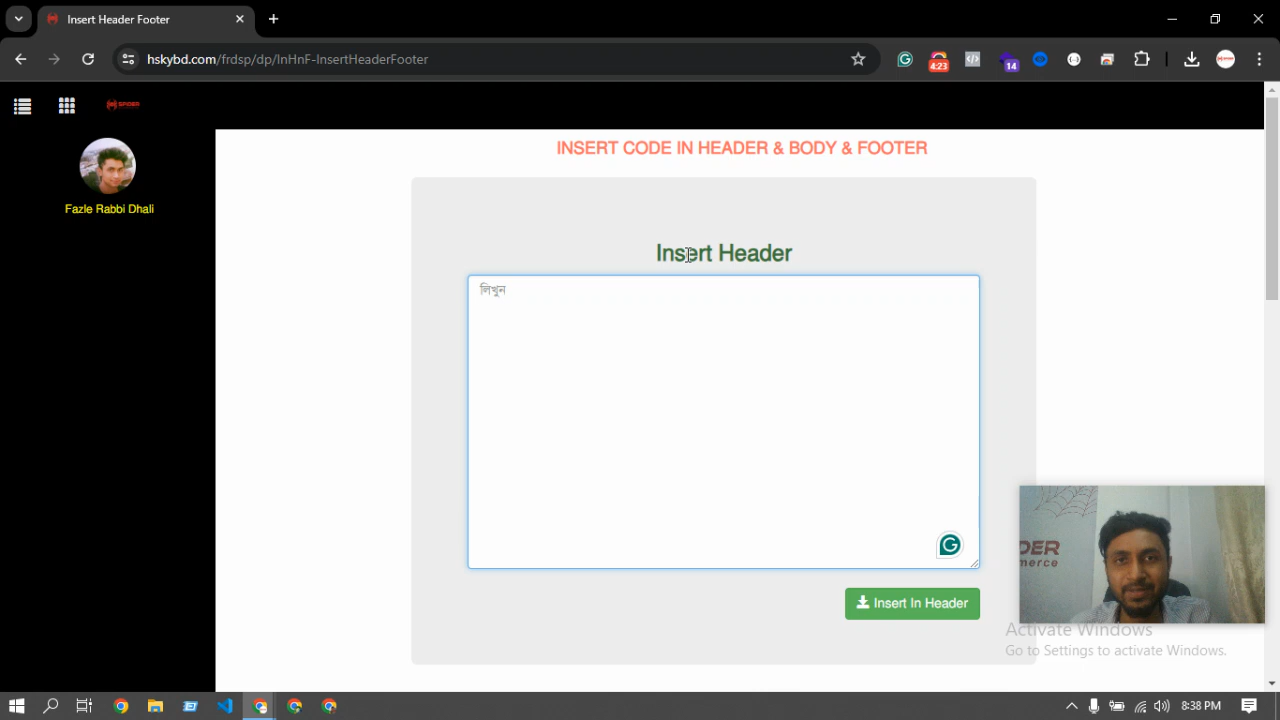 Insert Header Footer
hskybd.com/frdsp/dp/InHnF-InsertHeaderFooter
4:23
14
SPIDER
Fazle Rabbi Dhali
INSERT CODE IN HEADER & BODY & FOOTER
Insert Header
লিখুন
Insert In Header
DER
merce
Activate Windows
Go to Settings to activate Windows.
8:38 PM